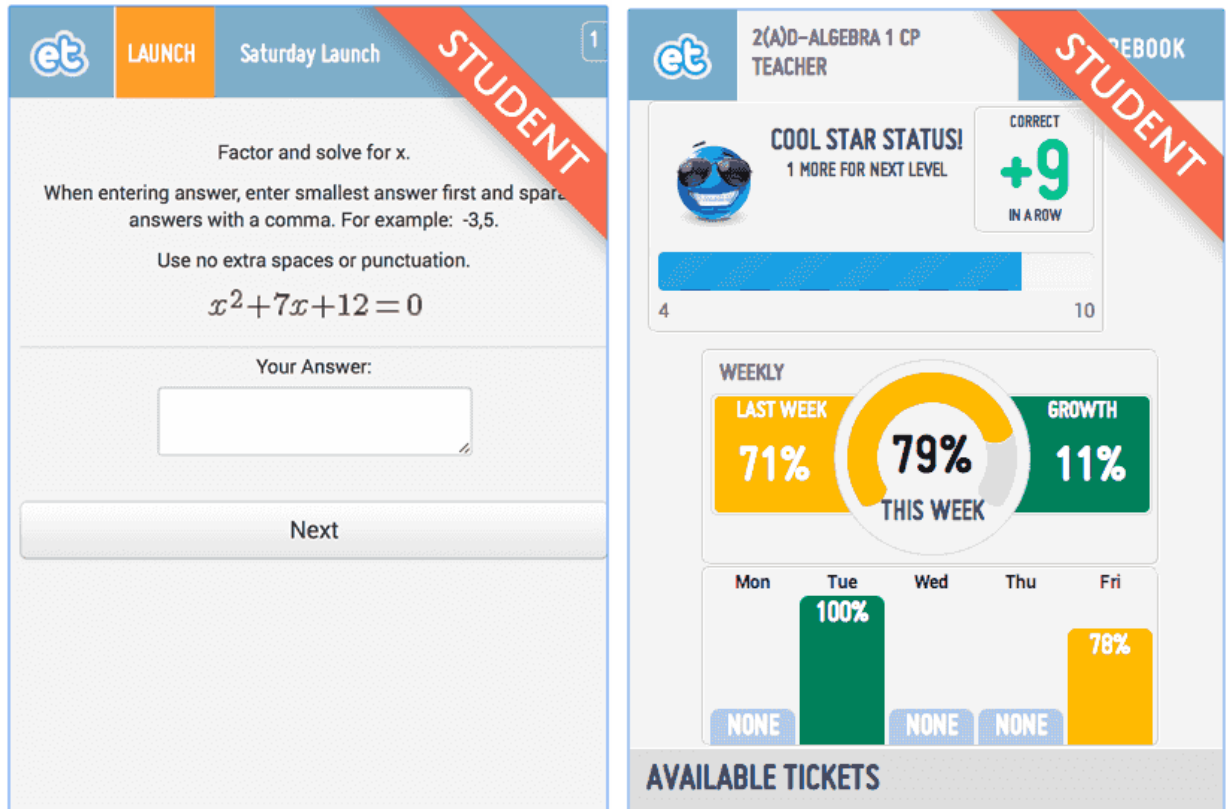 et
LAUNCH
Saturday Launch
1
STUDENT
Factor and solve for x.
When entering answer, enter smallest answer first and
answers with a comma. For example: -3,5.
Use no extra spaces or punctuation.
x²+7x+12=0
Your Answer:
Next
et
2(A)D-ALGEBRA 1 CP
TEACHER
STUDENT
COOL STAR STATUS!
1 MORE FOR NEXT LEVEL
CORRECT
+9
IN A ROW
4
10
WEEKLY
LAST WEEK
71%
79%
THIS WEEK
GROWTH
11%
Mon Tue Wed Thu Fri
NONE
100%
NONE
NONE
78%
AVAILABLE TICKETS